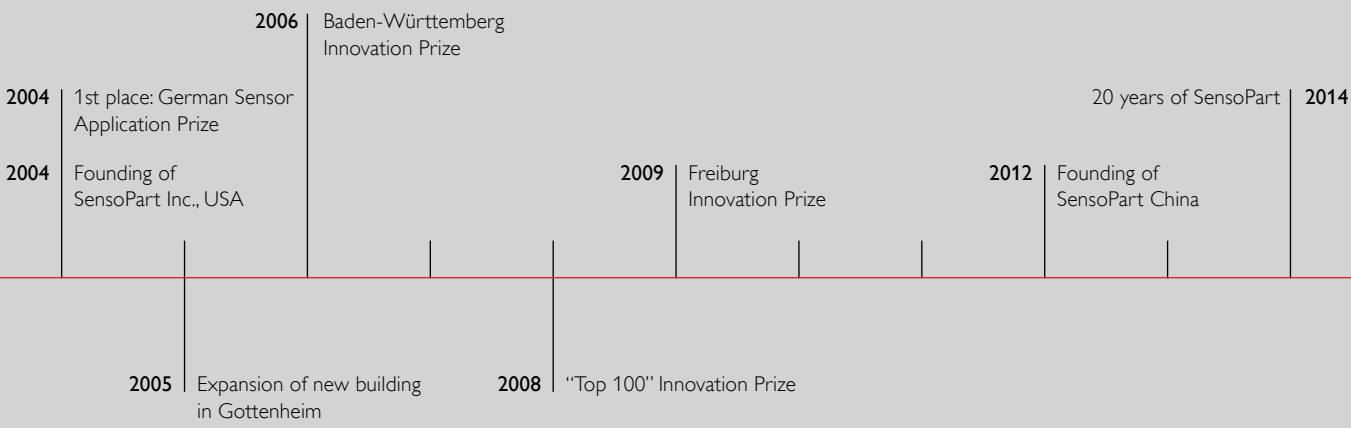 2006 Baden-Württemberg
Innovation Prize
2004 1st place: German Sensor
Application Prize
20 years of SensoPart 2014
2004 Founding of
SensoPart Inc., USA
2009 Freiburg
Innovation Prize
2012 Founding of
SensoPart China
2005 Expansion of new building
in Gottenheim
2008 “Top 100” Innovation Prize